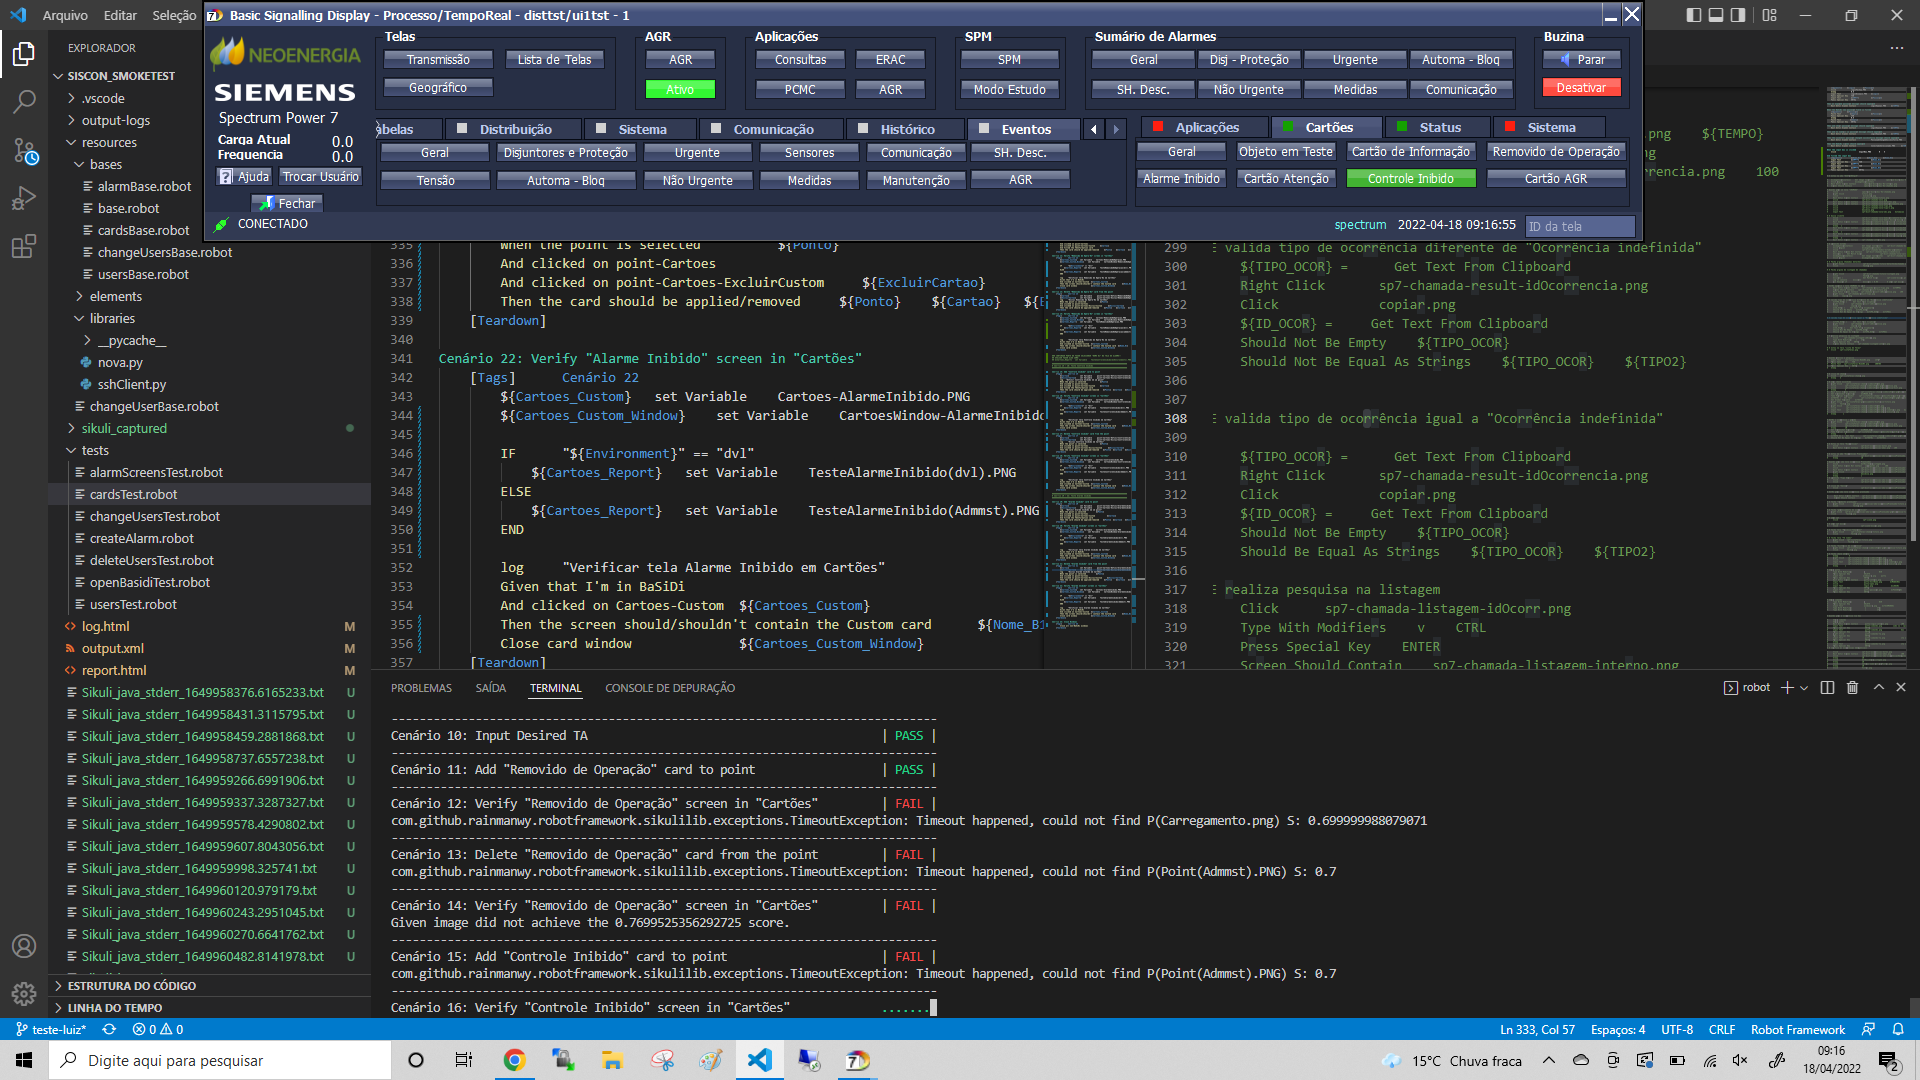 Arquivo Editar Seleção
Basic Signalling Display - Processo/TempoReal - disttst/ui1tst - 1
NEOENERGIA
SIEMENS
Spectrum Power 7
Carga Atual 0.0
Frequencia 0.0
Ajuda Trocar Usuário
Fechar
CONECTADO
Telas
Transmissão Lista de Telas
Geográfico
AGR
AGR
Ativo
Aplicações
Consultas ERAC
PCMC AGR
SPM
SPM
Modo Estudo
Sumário de Alarmes
Geral Disj - Proteção Urgente Automa - Bloq
SH. Desc. Não Urgente Medidas Comunicação
Buzina
Parar
Desativar
abelas Distribuição Sistema Comunicação Histórico Eventos
Geral Disjuntores e Proteção Urgente Sensores Comunicação SH. Desc.
Tensão Automa - Bloq Não Urgente Medidas Manutenção AGR
Aplicações Cartões Status Sistema
Geral Objeto em Teste Cartão de Informação Removido de Operação
Alarme Inibido Cartão Atenção Controle Inibido Cartão AGR
spectrum 2022-04-18 09:16:55 ID da tela
EXPLORADOR
SISCON_SMOKETEST
.vscode
output-logs
resources
bases
alarmBase.robot
base.robot
cardsBase.robot
changeUsersBase.robot
usersBase.robot
elements
libraries
__pycache__
nova.py
sshClient.py
changeUserBase.robot
sikuli_captured
tests
alarmScreensTest.robot
cardsTest.robot
changeUsersTest.robot
createAlarm.robot
deleteUsersTest.robot
openBasidiTest.robot
usersTest.robot
log.html M
output.xml M
report.html M
Sikuli_java_stderr_1649958376.6165233.txt U
Sikuli_java_stderr_1649958431.3115795.txt U
Sikuli_java_stderr_1649958459.2881868.txt U
Sikuli_java_stderr_1649958737.6557238.txt U
Sikuli_java_stderr_1649959266.6991906.txt U
Sikuli_java_stderr_1649959337.3287327.txt U
Sikuli_java_stderr_1649959578.4290802.txt U
Sikuli_java_stderr_1649959607.8043056.txt U
Sikuli_java_stderr_1649959998.325741.txt U
Sikuli_java_stderr_1649960120.979179.txt U
Sikuli_java_stderr_1649960243.2951045.txt U
Sikuli_java_stderr_1649960270.6641762.txt U
Sikuli_java_stderr_1649960482.8141978.txt U
ESTRUTURA DO CÓDIGO
LINHA DO TEMPO
335 When the point is selected ${Ponto}
336 And clicked on point-Cartoes
337 And clicked on point-Cartoes-ExcluirCustom ${ExcluirCartao}
338 Then the card should be applied/removed ${Ponto} ${Cartao} ${E
339 [Teardown]
340
341 Cenário 22: Verify "Alarme Inibido" screen in "Cartões"
342 [Tags] Cenário 22
343 ${Cartoes_Custom} set Variable Cartoes-AlarmeInibido.PNG
344 ${Cartoes_Custom_Window} set Variable CartoesWindow-AlarmeInibido
345
346 IF "${Environment}" == "dvl"
347 ${Cartoes_Report} set Variable TesteAlarmeInibido(dvl).PNG
348 ELSE
349 ${Cartoes_Report} set Variable TesteAlarmeInibido(Admmst).PNG
350 END
351
352 log "Verificar tela Alarme Inibido em Cartões"
353 Given that I'm in BaSiDi
354 And clicked on Cartoes-Custom ${Cartoes_Custom}
355 Then the screen should/shouldn't contain the Custom card ${Nome_B1
356 Close card window ${Cartoes_Custom_Window}
357 [Teardown]
png ${TEMPO}
ng
rrencia.png 100
299 valida tipo de ocorrência diferente de "Ocorrência indefinida"
300 ${TIPO_OCOR} = Get Text From Clipboard
301 Right Click sp7-chamada-result-idOcorrencia.png
302 Click copiar.png
303 ${ID_OCOR} = Get Text From Clipboard
304 Should Not Be Empty ${TIPO_OCOR}
305 Should Not Be Equal As Strings ${TIPO_OCOR} ${TIPO2}
306
307
308 valida tipo de ocorrência igual a "Ocorrência indefinida"
309
310 ${TIPO_OCOR} = Get Text From Clipboard
311 Right Click sp7-chamada-result-idOcorrencia.png
312 Click copiar.png
313 ${ID_OCOR} = Get Text From Clipboard
314 Should Not Be Empty ${TIPO_OCOR}
315 Should Be Equal As Strings ${TIPO_OCOR} ${TIPO2}
316
317 realiza pesquisa na listagem
318 Click sp7-chamada-listagem-idOcorr.png
319 Type With Modifiers v CTRL
320 Press Special Key ENTER
321 Screen Should Contain sp7-chamada-listagem-interno.png
PROBLEMAS SAÍDA TERMINAL CONSOLE DE DEPURAÇÃO robot
------------------------------------------------------------------------------
Cenário 10: Input Desired TA | PASS |
------------------------------------------------------------------------------
Cenário 11: Add "Removido de Operação" card to point | PASS |
------------------------------------------------------------------------------
Cenário 12: Verify "Removido de Operação" screen in "Cartões" | FAIL |
com.github.rainmanwy.robotframework.sikulilib.exceptions.TimeoutException: Timeout happened, could not find P(Carregamento.png) S: 0.699999988079071
------------------------------------------------------------------------------
Cenário 13: Delete "Removido de Operação" card from the point | FAIL |
com.github.rainmanwy.robotframework.sikulilib.exceptions.TimeoutException: Timeout happened, could not find P(Point(Admmst).PNG) S: 0.7
------------------------------------------------------------------------------
Cenário 14: Verify "Removido de Operação" screen in "Cartões" | FAIL |
Given image did not achieve the 0.7699525356292725 score.
------------------------------------------------------------------------------
Cenário 15: Add "Controle Inibido" card to point | FAIL |
com.github.rainmanwy.robotframework.sikulilib.exceptions.TimeoutException: Timeout happened, could not find P(Point(Admmst).PNG) S: 0.7
------------------------------------------------------------------------------
Cenário 16: Verify "Controle Inibido" screen in "Cartões" .......
teste-luiz* 0 0 Ln 333, Col 57 Espaços: 4 UTF-8 CRLF Robot Framework
Digite aqui para pesquisar 15°C Chuva fraca 09:16
18/04/2022 2